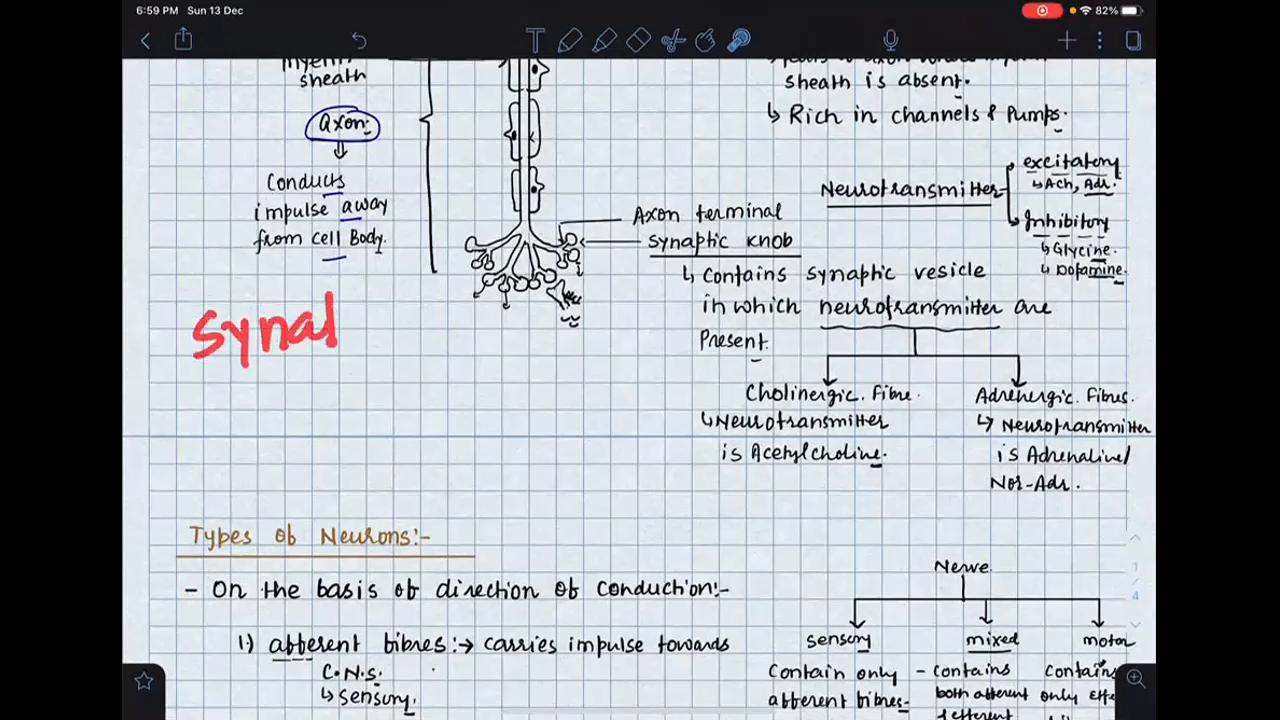 6:59 PM Sun 13 Dec
82%
myelin
sheath
axon
Conducts
impulse away
from cell Body.
synal
Axon terminal
synaptic knob
↳ Contains synaptic vesicle
in which neurotransmitter are
Present.
sheath is absent.
↳ Rich in channels & Pumps.
Neurotransmitter
excitatory
↳ Ach, Adr.
Inhibitory
↳ Glycine.
↳ Dopamine.
Cholinergic. Fibre.
↳ Neurotransmitter
is Acetylcholine.
Adrenergic. Fibres.
↳ Neurotransmitter
is Adrenaline/
Nor-Adr.
Types of Neurons:-
- On the basis of direction of conduction:-
1.) afferent fibres:→ carries impulse towards
C.N.S.
↳ Sensory.
Nerve.
sensory
mixed
motor
Contain only
afferent fibres.
- contains
both afferent
& efferent
Contains
only
1
/
4